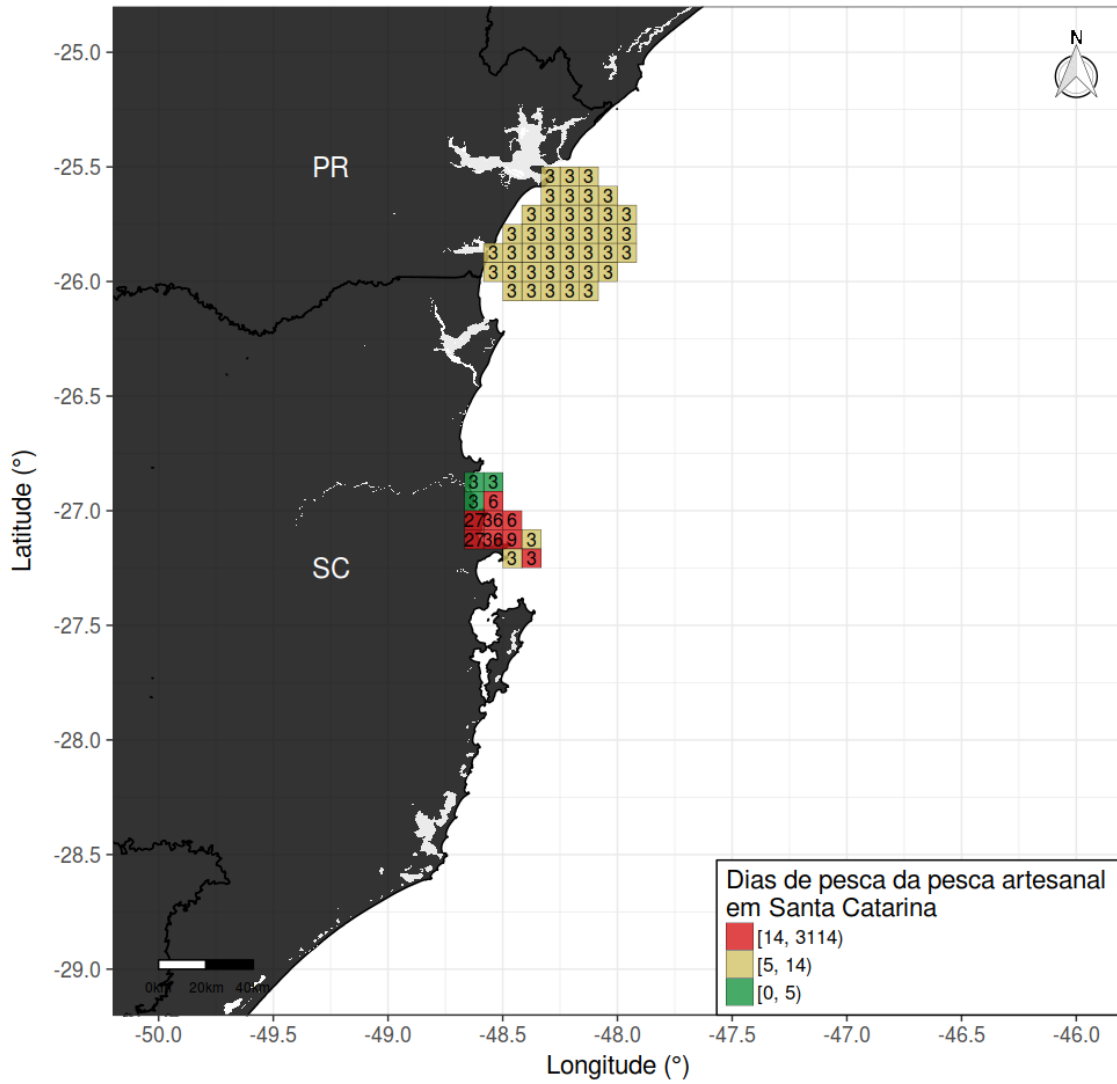 N
-25.0
-25.5
-26.0
-26.5
-27.0
-27.5
-28.0
-28.5
-29.0
Latitude (°)
PR
SC
3 3 3
3 3 3 3
3 3 3 3 3 3
3 3 3 3 3 3 3
3 3 3 3 3 3 3 3
3 3 3 3 3 3 3
3 3 3 3 3
3 3
3 6
27 36 6
27 36 9 3
3 3
Dias de pesca da pesca artesanal
em Santa Catarina
[14, 3114)
[5, 14)
[0, 5)
0km 20km 40km
-50.0 -49.5 -49.0 -48.5 -48.0 -47.5 -47.0 -46.5 -46.0
Longitude (°)